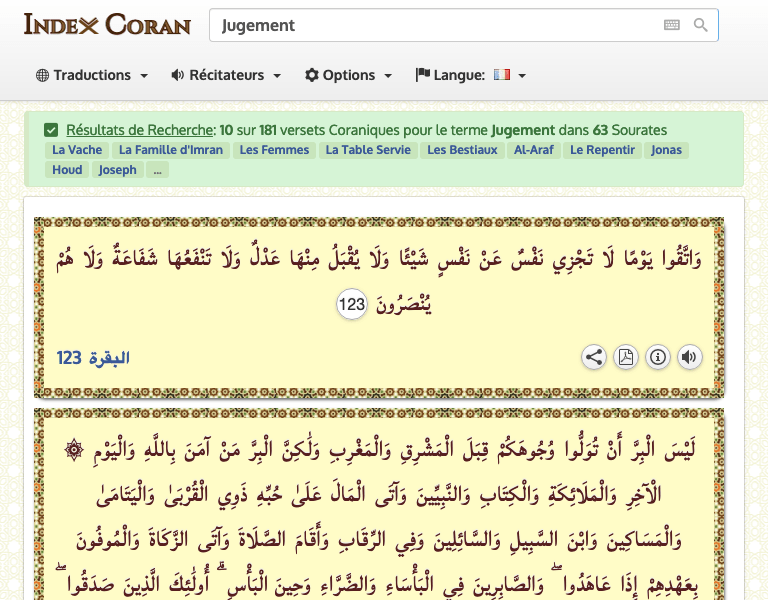 INDEX CORAN
Jugement
Traductions Récitateurs Options Langue:
Résultats de Recherche: 10 sur 181 versets Coraniques pour le terme Jugement dans 63 Sourates
La Vache La Famille d'Imran Les Femmes La Table Servie Les Bestiaux Al-Araf Le Repentir Jonas
Houd Joseph ...
وَاتَّقُوا يَوْمًا لَا تَجْزِي نَفْسٌ عَنْ نَفْسٍ شَيْئًا وَلَا يُقْبَلُ مِنْهَا عَدْلٌ وَلَا تَنْفَعُهَا شَفَاعَةٌ وَلَا هُمْ
يُنْصَرُونَ 123
البقرة 123
لَيْسَ الْبِرَّ أَنْ تُوَلُّوا وُجُوهَكُمْ قِبَلَ الْمَشْرِقِ وَالْمَغْرِبِ وَلَٰكِنَّ الْبِرَّ مَنْ آمَنَ بِاللَّهِ وَالْيَوْمِ ۞
الْآخِرِ وَالْمَلَائِكَةِ وَالْكِتَابِ وَالنَّبِيِّينَ وَآتَى الْمَالَ عَلَىٰ حُبِّهِ ذَوِي الْقُرْبَىٰ وَالْيَتَامَىٰ
وَالْمَسَاكِينَ وَابْنَ السَّبِيلِ وَالسَّائِلِينَ وَفِي الرِّقَابِ وَأَقَامَ الصَّلَاةَ وَآتَى الزَّكَاةَ وَالْمُوفُونَ
بِعَهْدِهِمْ إِذَا عَاهَدُوا ۖ وَالصَّابِرِينَ فِي الْبَأْسَاءِ وَالضَّرَّاءِ وَحِينَ الْبَأْسِ ۗ أُولَٰئِكَ الَّذِينَ صَدَقُوا ۖ